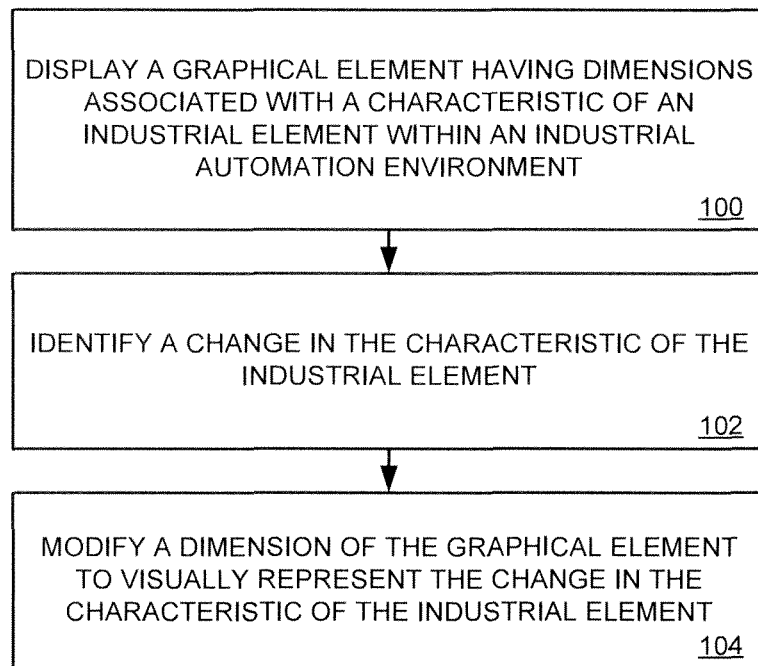 DISPLAY A GRAPHICAL ELEMENT HAVING DIMENSIONS
ASSOCIATED WITH A CHARACTERISTIC OF AN
INDUSTRIAL ELEMENT WITHIN AN INDUSTRIAL
AUTOMATION ENVIRONMENT
100
IDENTIFY A CHANGE IN THE CHARACTERISTIC OF THE
INDUSTRIAL ELEMENT
102
MODIFY A DIMENSION OF THE GRAPHICAL ELEMENT
TO VISUALLY REPRESENT THE CHANGE IN THE
CHARACTERISTIC OF THE INDUSTRIAL ELEMENT
104